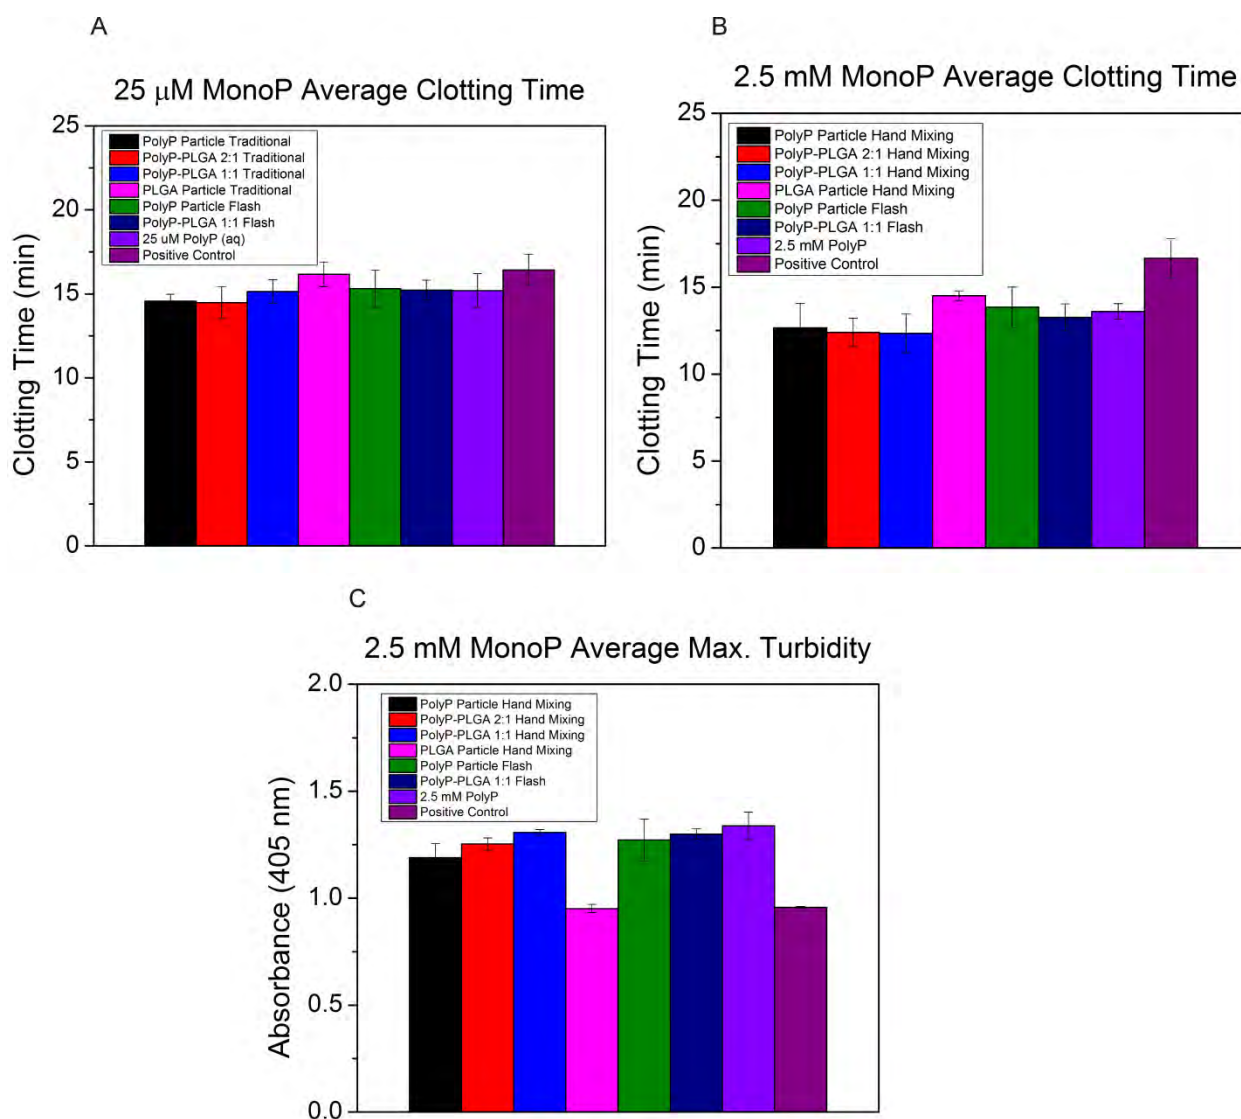 A
25 μM MonoP Average Clotting Time
25
20
15
10
5
0
Clotting Time (min)
PolyP Particle Traditional
PolyP-PLGA 2:1 Traditional
PolyP-PLGA 1:1 Traditional
PLGA Particle Traditional
PolyP Particle Flash
PolyP-PLGA 1:1 Flash
25 uM PolyP (aq)
Positive Control
B
2.5 mM MonoP Average Clotting Time
25
20
15
10
5
0
Clotting Time (min)
PolyP Particle Hand Mixing
PolyP-PLGA 2:1 Hand Mixing
PolyP-PLGA 1:1 Hand Mixing
PLGA Particle Hand Mixing
PolyP Particle Flash
PolyP-PLGA 1:1 Flash
2.5 mM PolyP
Positive Control
C
2.5 mM MonoP Average Max. Turbidity
2.0
1.5
1.0
0.5
0.0
Absorbance (405 nm)
PolyP Particle Hand Mixing
PolyP-PLGA 2:1 Hand Mixing
PolyP-PLGA 1:1 Hand Mixing
PLGA Particle Hand Mixing
PolyP Particle Flash
PolyP-PLGA 1:1 Flash
2.5 mM PolyP
Positive Control